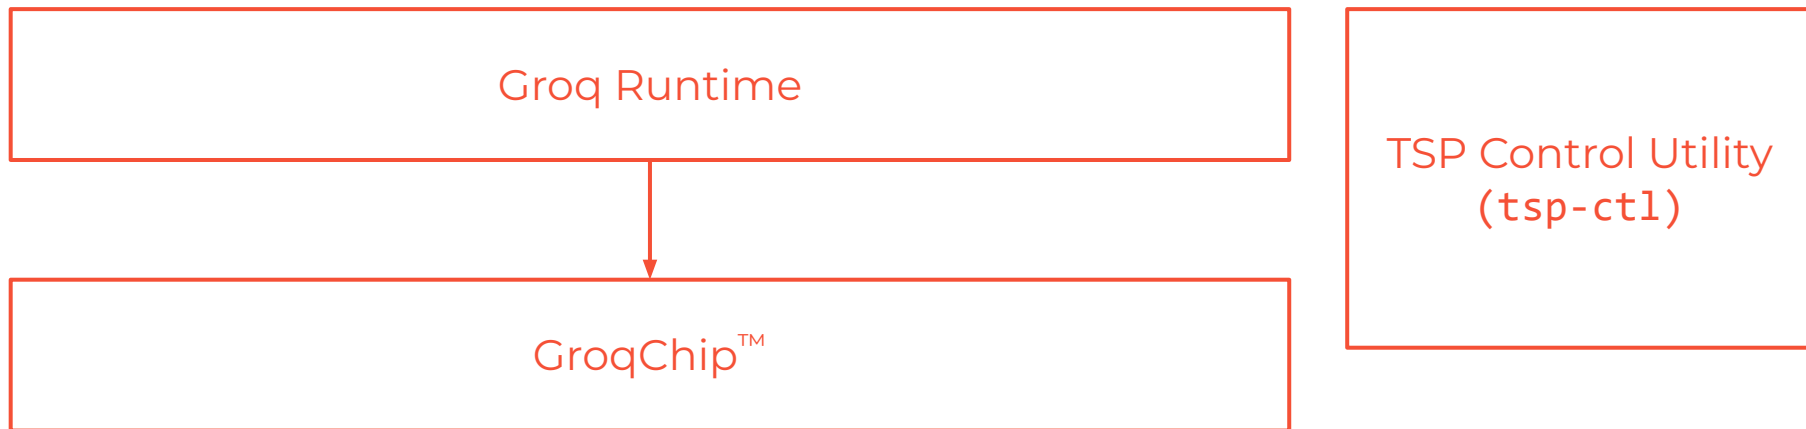 Groq Runtime
TSP Control Utility
(tsp-ctl)
GroqChip™